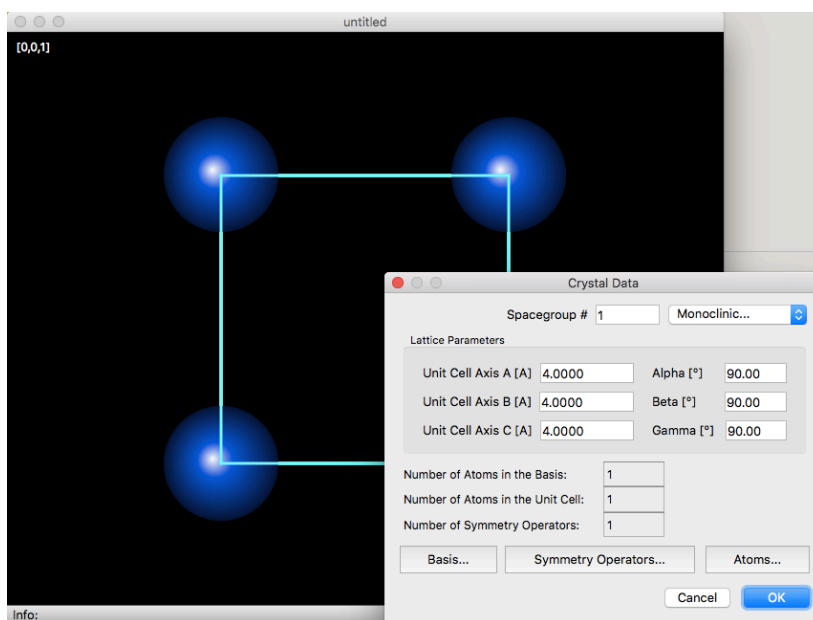 untitled
[0,0,1]
Crystal Data
Spacegroup # 1 Monoclinic...
Lattice Parameters
Unit Cell Axis A [A] 4.0000 Alpha [°] 90.00
Unit Cell Axis B [A] 4.0000 Beta [°] 90.00
Unit Cell Axis C [A] 4.0000 Gamma [°] 90.00
Number of Atoms in the Basis: 1
Number of Atoms in the Unit Cell: 1
Number of Symmetry Operators: 1
Basis... Symmetry Operators... Atoms...
Cancel OK
Info: